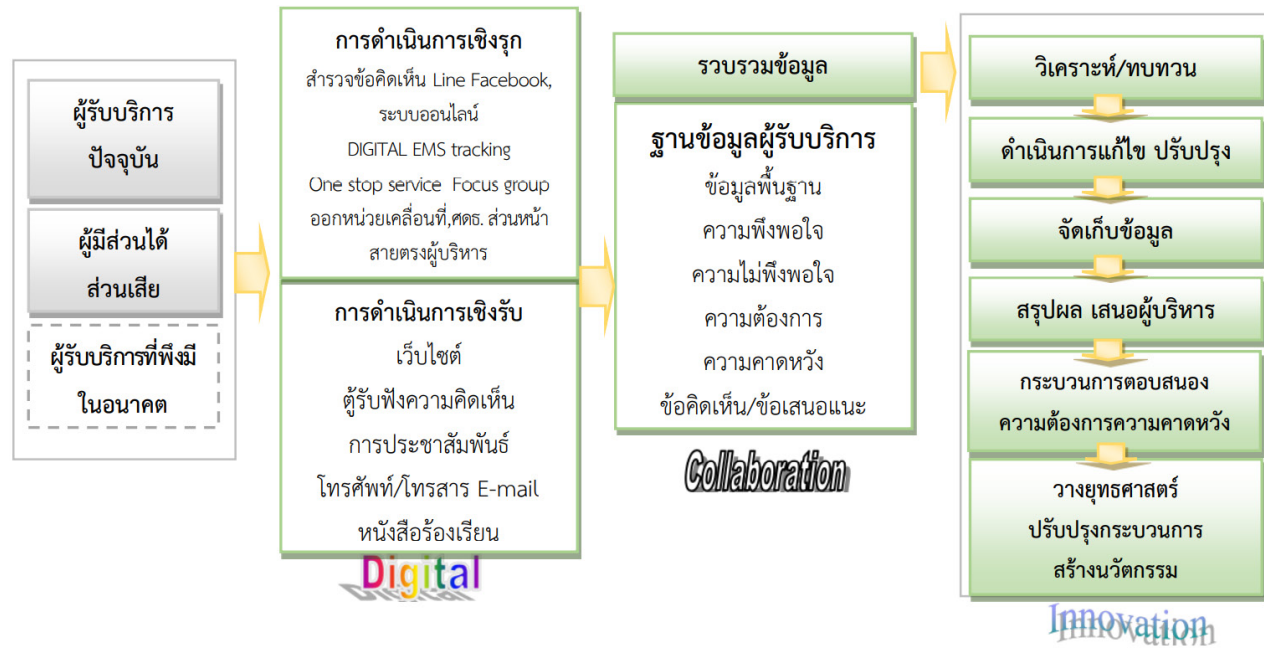 ผู้รับบริการ
ปัจจุบัน
ผู้มีส่วนได้
ส่วนเสีย
ผู้รับบริการที่พึงมี
ในอนาคต
การดำเนินการเชิงรุก
สำรวจข้อคิดเห็น Line Facebook,
ระบบออนไลน์
DIGITAL EMS tracking
One stop service Focus group
ออกหน่วยเคลื่อนที่,ศดธ. ส่วนหน้า
สายตรงผู้บริหาร
การดำเนินการเชิงรับ
เว็บไซต์
ตู้รับฟังความคิดเห็น
การประชาสัมพันธ์
โทรศัพท์/โทรสาร E-mail
หนังสือร้องเรียน
Digital
รวบรวมข้อมูล
ฐานข้อมูลผู้รับบริการ
ข้อมูลพื้นฐาน
ความพึงพอใจ
ความไม่พึงพอใจ
ความต้องการ
ความคาดหวัง
ข้อคิดเห็น/ข้อเสนอแนะ
Collaboration
วิเคราะห์/ทบทวน
ดำเนินการแก้ไข ปรับปรุง
จัดเก็บข้อมูล
สรุปผล เสนอผู้บริหาร
กระบวนการตอบสนอง
ความต้องการความคาดหวัง
วางยุทธศาสตร์
ปรับปรุงกระบวนการ
สร้างนวัตกรรม
Innovation